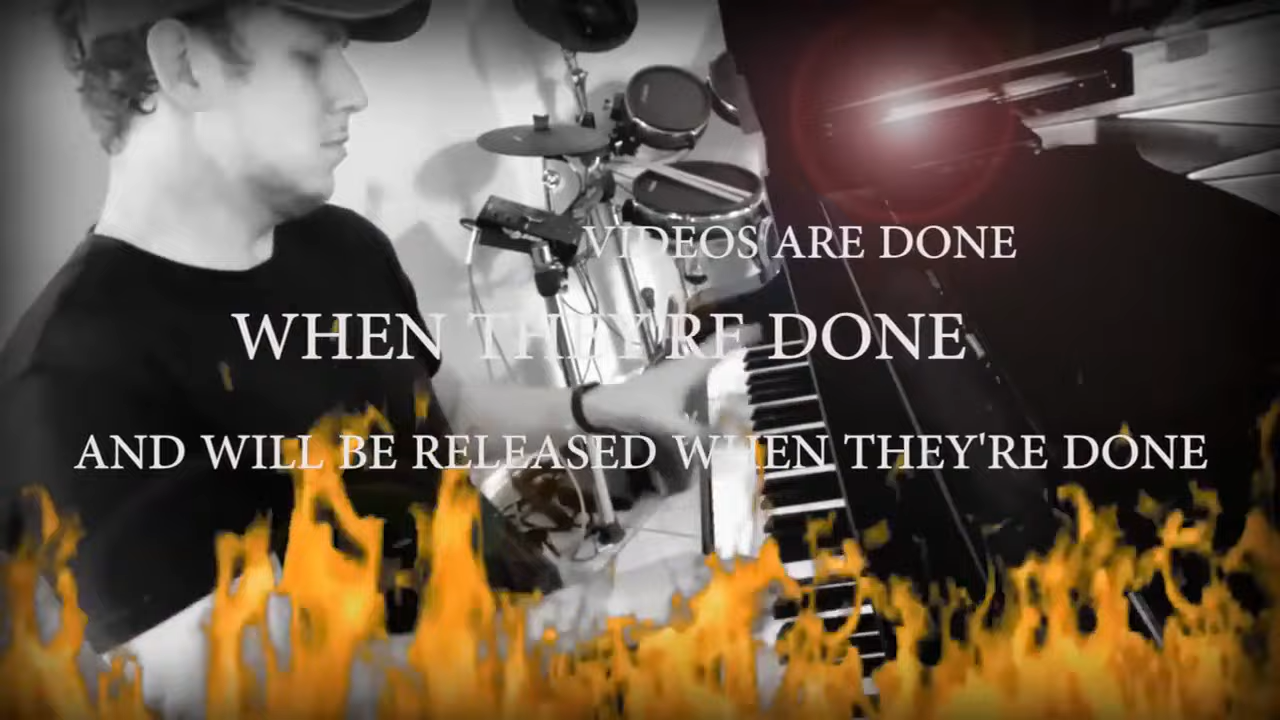 VIDEOS ARE DONE
WHEN THEY'RE DONE
AND WILL BE RELEASED WHEN THEY'RE DONE